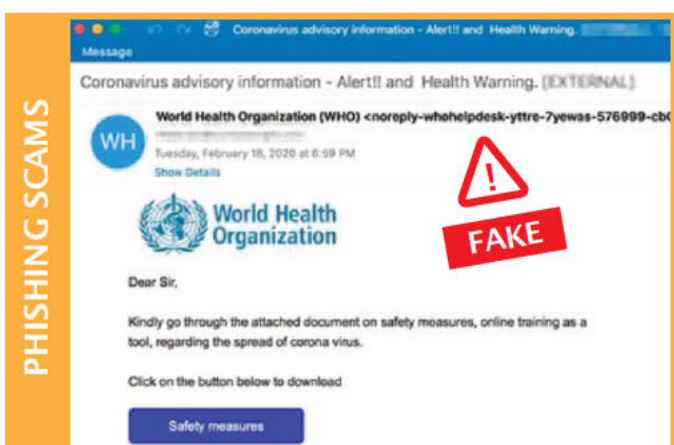 PHISHING SCAMS
Coronavirus advisory information - Alert!! and Health Warning.
Message
Coronavirus advisory information - Alert!! and Health Warning. [EXTERNAL]
World Health Organization (WHO) <noreply-whohelpdesk-yttre-7yewas-576999-cb
WH
Tuesday, February 18, 2020 at 6:59 PM
Show Details
World Health
Organization
!
FAKE
Dear Sir,
Kindly go through the attached document on safety measures, online training as a
tool, regarding the spread of corona virus.
Click on the button below to download
Safety measures